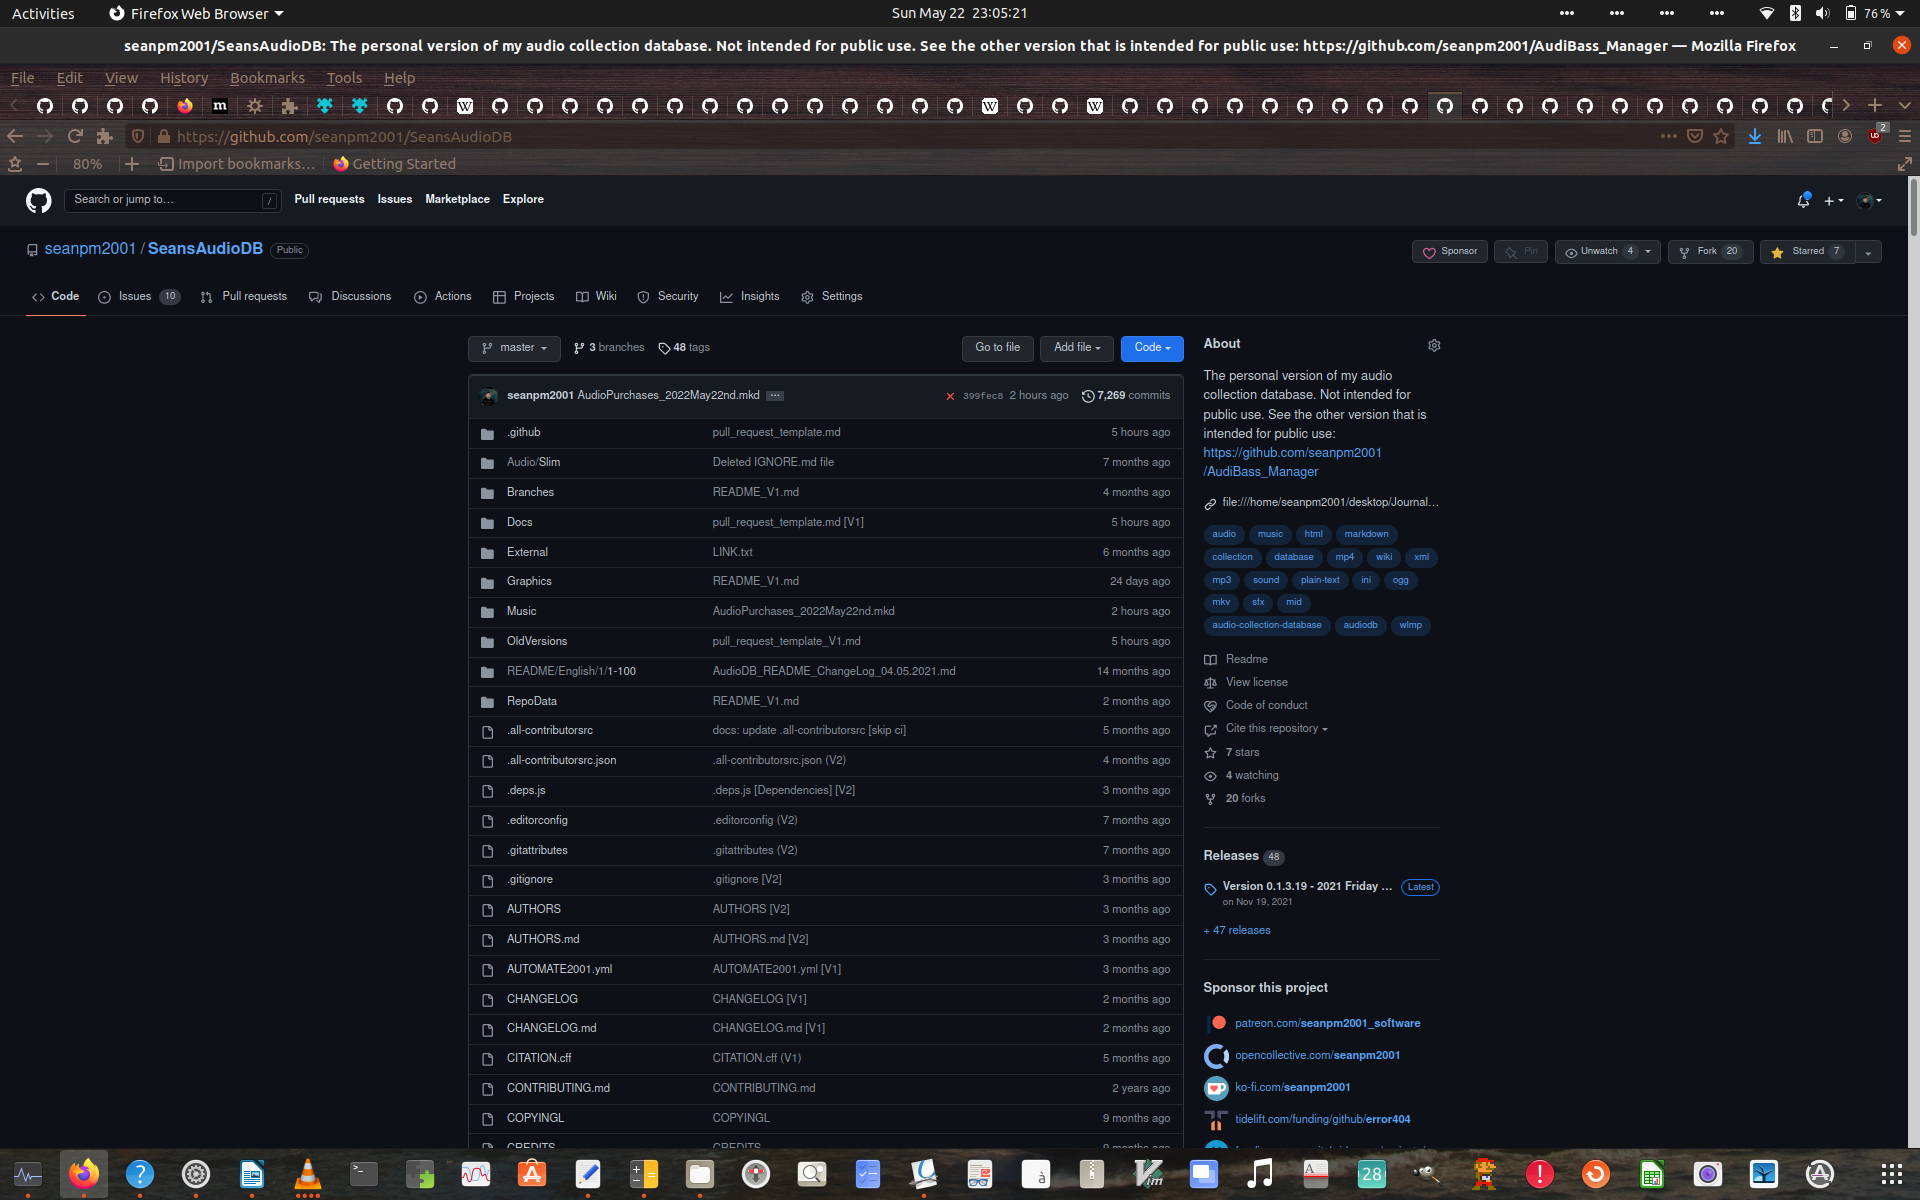 Activities
Firefox Web Browser
Sun May 22  23:05:21
76 %
seanpm2001/SeansAudioDB: The personal version of my audio collection database. Not intended for public use. See the other version that is intended for public use: https://github.com/seanpm2001/AudiBass_Manager — Mozilla Firefox
File Edit View History Bookmarks Tools Help
https://github.com/seanpm2001/SeansAudioDB
2
80%
Import bookmarks...
Getting Started
Search or jump to...
/
Pull requests Issues Marketplace Explore
seanpm2001 / SeansAudioDB Public
Sponsor
Pin
Unwatch 4
Fork 20
Starred 7
Code
Issues 10
Pull requests
Discussions
Actions
Projects
Wiki
Security
Insights
Settings
master
3 branches
48 tags
Go to file
Add file
Code
seanpm2001 AudioPurchases_2022May22nd.mkd ... 399fec8 2 hours ago 7,269 commits
.github pull_request_template.md 5 hours ago
Audio/Slim Deleted IGNORE.md file 7 months ago
Branches README_V1.md 4 months ago
Docs pull_request_template.md [V1] 5 hours ago
External LINK.txt 6 months ago
Graphics README_V1.md 24 days ago
Music AudioPurchases_2022May22nd.mkd 2 hours ago
OldVersions pull_request_template_V1.md 5 hours ago
README/English/1/1-100 AudioDB_README_ChangeLog_04.05.2021.md 14 months ago
RepoData README_V1.md 2 months ago
.all-contributorsrc docs: update .all-contributorsrc [skip ci] 5 months ago
.all-contributorsrc.json .all-contributorsrc.json (V2) 4 months ago
.deps.js .deps.js [Dependencies] [V2] 3 months ago
.editorconfig .editorconfig (V2) 7 months ago
.gitattributes .gitattributes (V2) 7 months ago
.gitignore .gitignore [V2] 3 months ago
AUTHORS AUTHORS [V2] 3 months ago
AUTHORS.md AUTHORS.md [V2] 3 months ago
AUTOMATE2001.yml AUTOMATE2001.yml [V1] 3 months ago
CHANGELOG CHANGELOG [V1] 2 months ago
CHANGELOG.md CHANGELOG.md [V1] 2 months ago
CITATION.cff CITATION.cff (V1) 5 months ago
CONTRIBUTING.md CONTRIBUTING.md 2 years ago
COPYINGL COPYINGL 9 months ago
CREDITS CREDITS 9 months ago
About
The personal version of my audio
collection database. Not intended for
public use. See the other version that is
intended for public use:
https://github.com/seanpm2001
/AudiBass_Manager
file:///home/seanpm2001/desktop/Journal...
audio music html markdown
collection database mp4 wiki xml
mp3 sound plain-text ini ogg
mkv sfx mid
audio-collection-database audiodb wlmp
Readme
View license
Code of conduct
Cite this repository
7 stars
4 watching
20 forks
Releases 48
Version 0.1.3.19 - 2021 Friday ... Latest
on Nov 19, 2021
+ 47 releases
Sponsor this project
patreon.com/seanpm2001_software
opencollective.com/seanpm2001
ko-fi.com/seanpm2001
tidelift.com/funding/github/error404
28